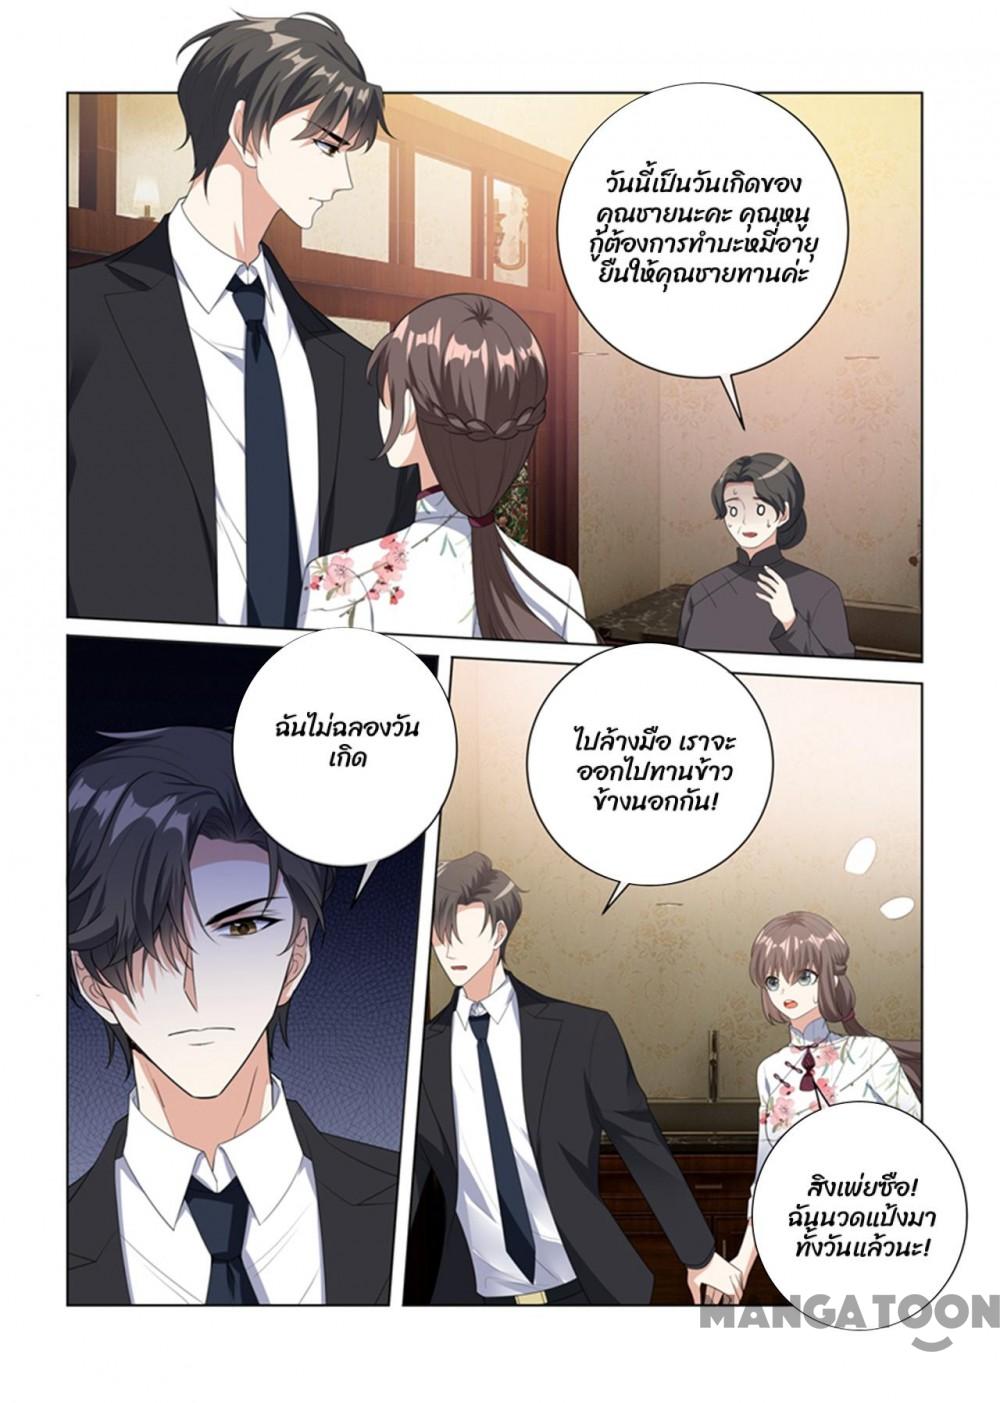 วันนี้เป็นวันเกิดของ
คุณชายนะคะ คุณหนู
กู้ต้องการทำบะหมี่อายุ
ยืนให้คุณชายทานค่ะ
ฉันไม่ฉลองวัน
เกิด
ไปล้างมือ เราจะ
ออกไปทานข้าว
ข้างนอกกัน!
สิงเพ่ยซือ!
ฉันนวดแป้งมา
ทั้งวันแล้วนะ!
MANGATOON